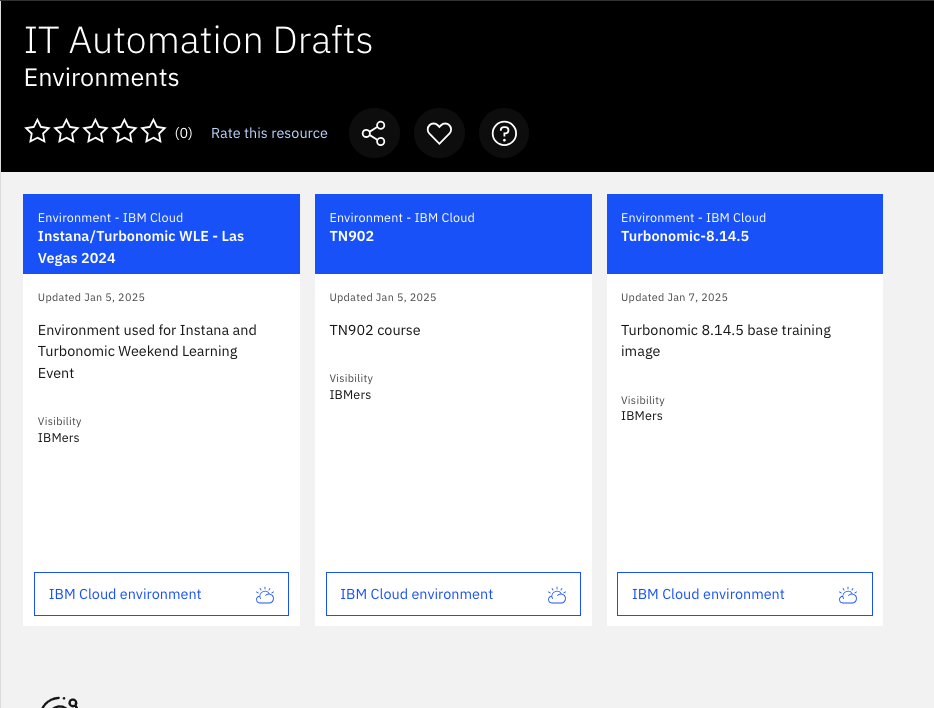 IT Automation Drafts
Environments
(0) Rate this resource
Environment - IBM Cloud
Instana/Turbonomic WLE - Las
Vegas 2024
Updated Jan 5, 2025
Environment used for Instana and
Turbonomic Weekend Learning
Event
Visibility
IBMers
IBM Cloud environment
Environment - IBM Cloud
TN902
Updated Jan 5, 2025
TN902 course
Visibility
IBMers
IBM Cloud environment
Environment - IBM Cloud
Turbonomic-8.14.5
Updated Jan 7, 2025
Turbonomic 8.14.5 base training
image
Visibility
IBMers
IBM Cloud environment